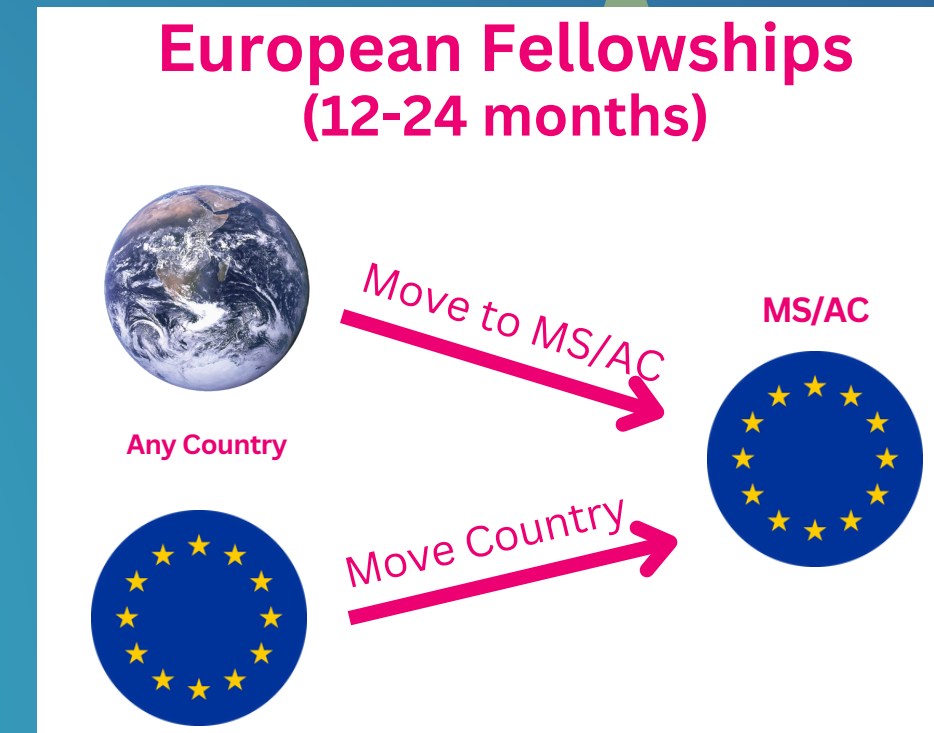 European Fellowships
(12-24 months)
Move to MS/AC
MS/AC
Any Country
Move Country